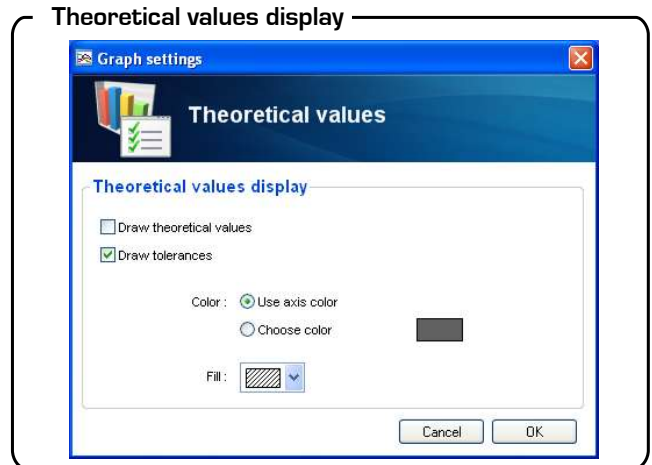 Theoretical values display
Graph settings
Theoretical values
Theoretical values display
Draw theoretical values
Draw tolerances
Color : Use axis color
Choose color
Fill :
Cancel OK